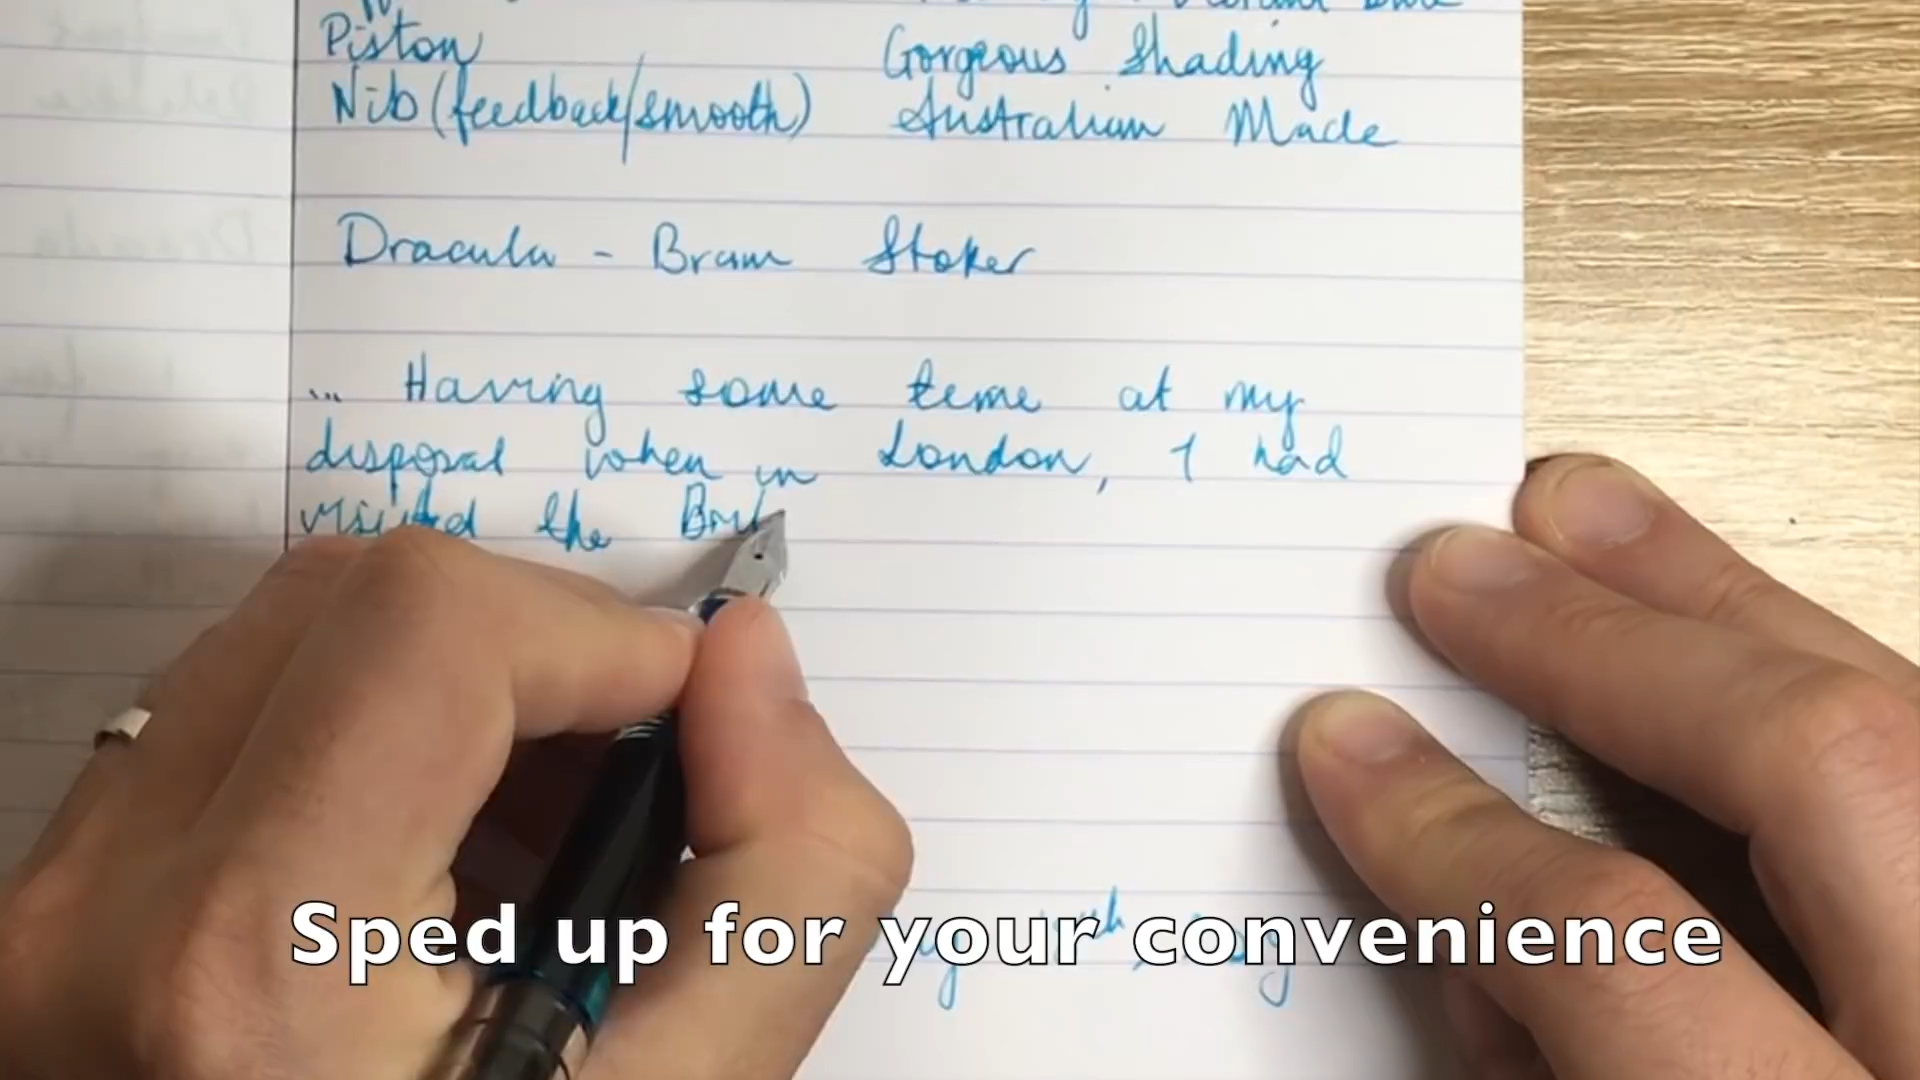 Piston
Gorgeous Shading
Nib (feedback/smooth)
Australian Made
Dracula - Bram Stoker
... Having some time at my
disposal when in London, I had
visited the Brit
Sped up for your convenience